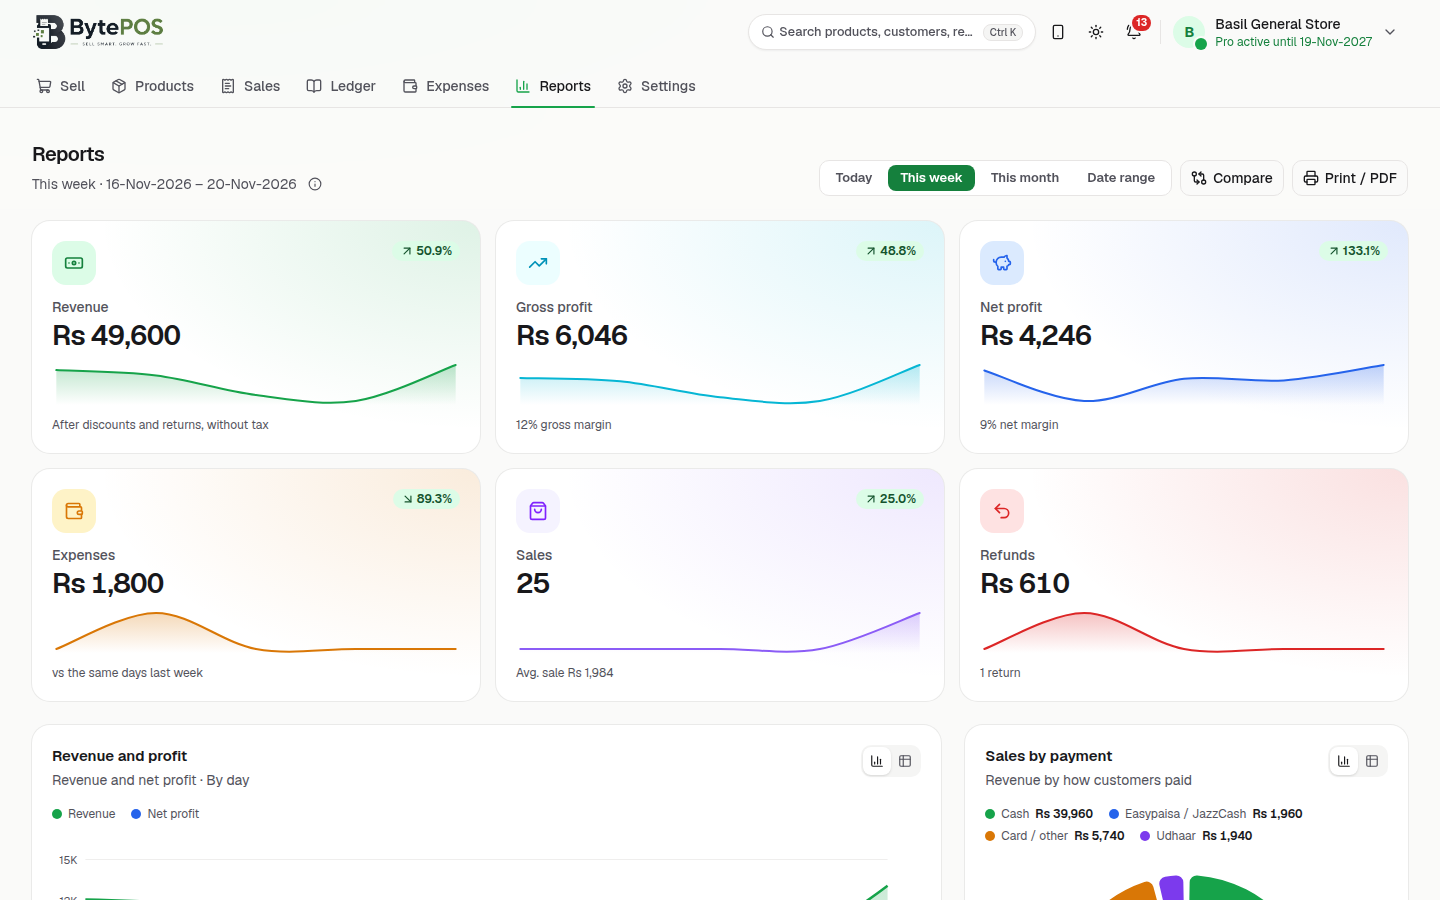 BytePOS
SELL SMART. GROW FAST.
Search products, customers, re...
Ctrl K
13
B
Basil General Store
Pro active until 19-Nov-2027
Sell
Products
Sales
Ledger
Expenses
Reports
Settings
Reports
This week · 16-Nov-2026 – 20-Nov-2026
Today
This week
This month
Date range
Compare
Print / PDF
50.9%
Revenue
Rs 49,600
After discounts and returns, without tax
48.8%
Gross profit
Rs 6,046
12% gross margin
133.1%
Net profit
Rs 4,246
9% net margin
89.3%
Expenses
Rs 1,800
vs the same days last week
25.0%
Sales
25
Avg. sale Rs 1,984
Refunds
Rs 610
1 return
Revenue and profit
Revenue and net profit · By day
Revenue
Net profit
15K
Sales by payment
Revenue by how customers paid
Cash Rs 39,960
Easypaisa / JazzCash Rs 1,960
Card / other Rs 5,740
Udhaar Rs 1,940